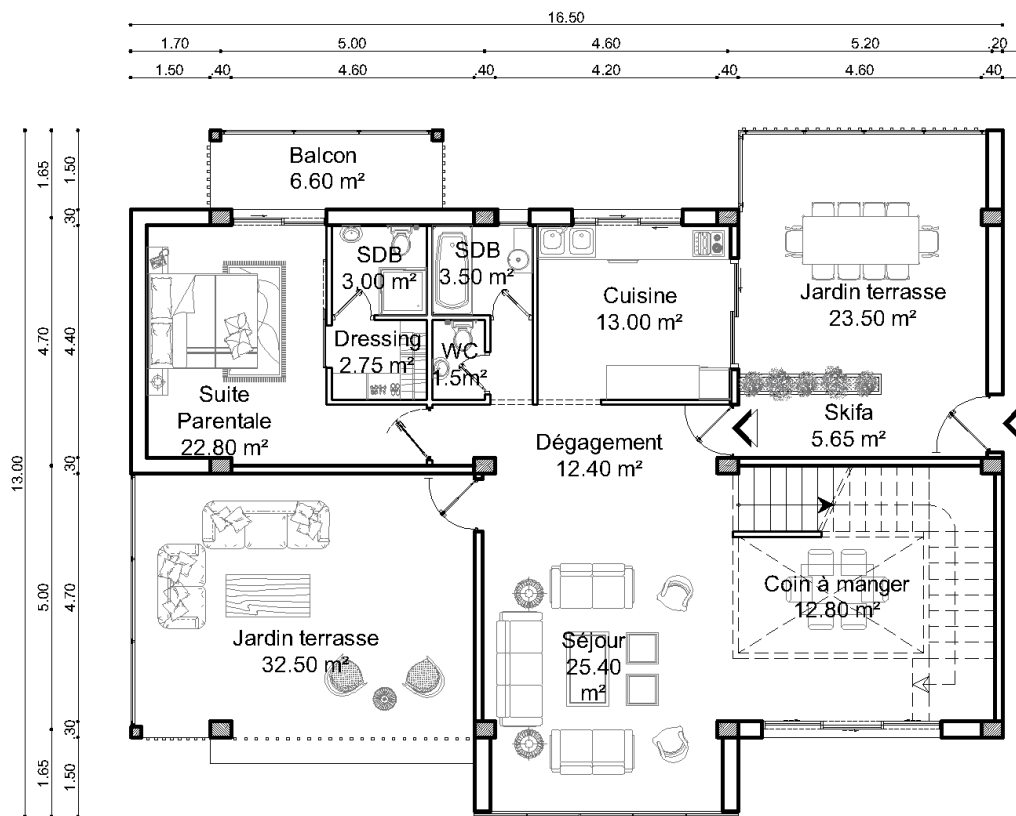 16.50
1.70 5.00 4.60 5.20 .20
1.50 .40 4.60 .40 4.20 .40 4.60 .40
13.00
1.65 4.70 .30 5.00 1.65
1.50 .30 4.40 4.70 .30 1.50
Balcon
6.60 m²
SDB
3.00 m²
SDB
3.50 m²
Cuisine
13.00 m²
Jardin terrasse
23.50 m²
Dressing
2.75 m²
WC
1.5m²
Suite
Parentale
22.80 m²
Skifa
5.65 m²
Dégagement
12.40 m²
Coin à manger
12.80 m²
Jardin terrasse
32.50 m²
Séjour
25.40
m²